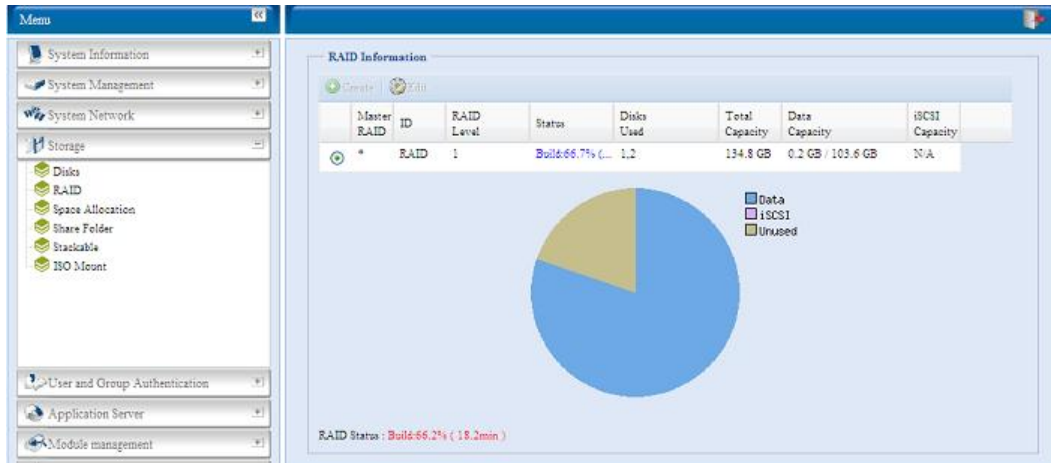 Menu
System Information
System Management
System Network
Storage
Disks
RAID
Space Allocation
Share Folder
Stackable
ISO Mount
User and Group Authentication
Application Server
Module management
RAID Information
Create Edit
Master RAID ID RAID Level Status Disks Used Total Capacity Data Capacity iSCSI Capacity
* RAID 1 Build:66.7% (... 1,2 134.8 GB 0.2 GB / 103.6 GB N/A
Data
iSCSI
Unused
RAID Status : Build:66.2% ( 18.2min )